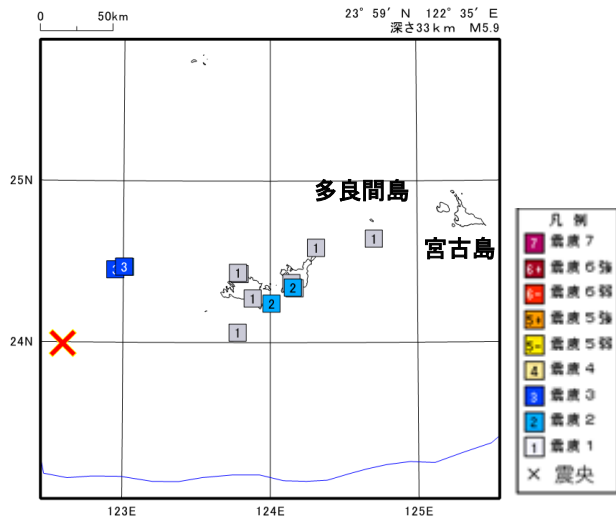 0 50km
23° 59′ N 122° 35′ E
深さ33km M5.9
25N
多良間島
宮古島
1
1
3 3
1
1
1
2
2
24N
1
123E 124E 125E
凡例
7 震度7
6+ 震度6強
6- 震度6弱
5+ 震度5強
5- 震度5弱
4 震度4
3 震度3
2 震度2
1 震度1
× 震央